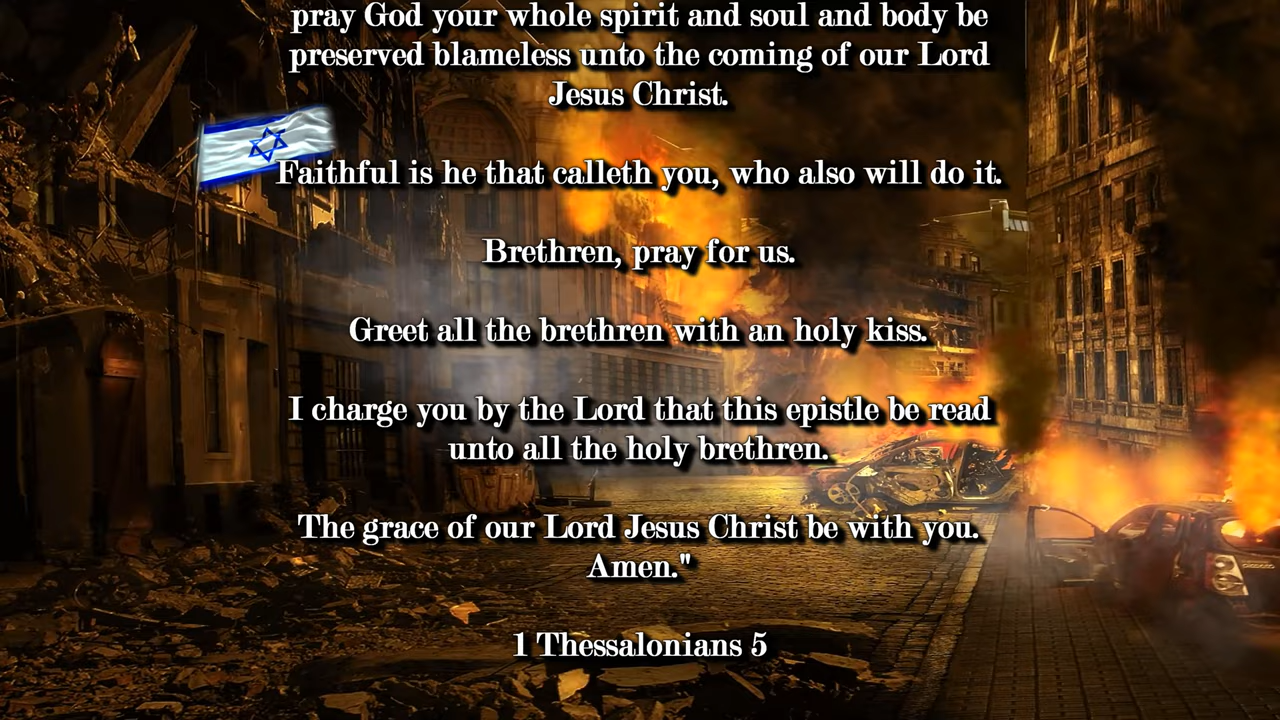 pray God your whole spirit and soul and body be
preserved blameless unto the coming of our Lord
Jesus Christ.
Faithful is he that calleth you, who also will do it.
Brethren, pray for us.
Greet all the brethren with an holy kiss.
I charge you by the Lord that this epistle be read
unto all the holy brethren.
The grace of our Lord Jesus Christ be with you.
Amen."
1 Thessalonians 5